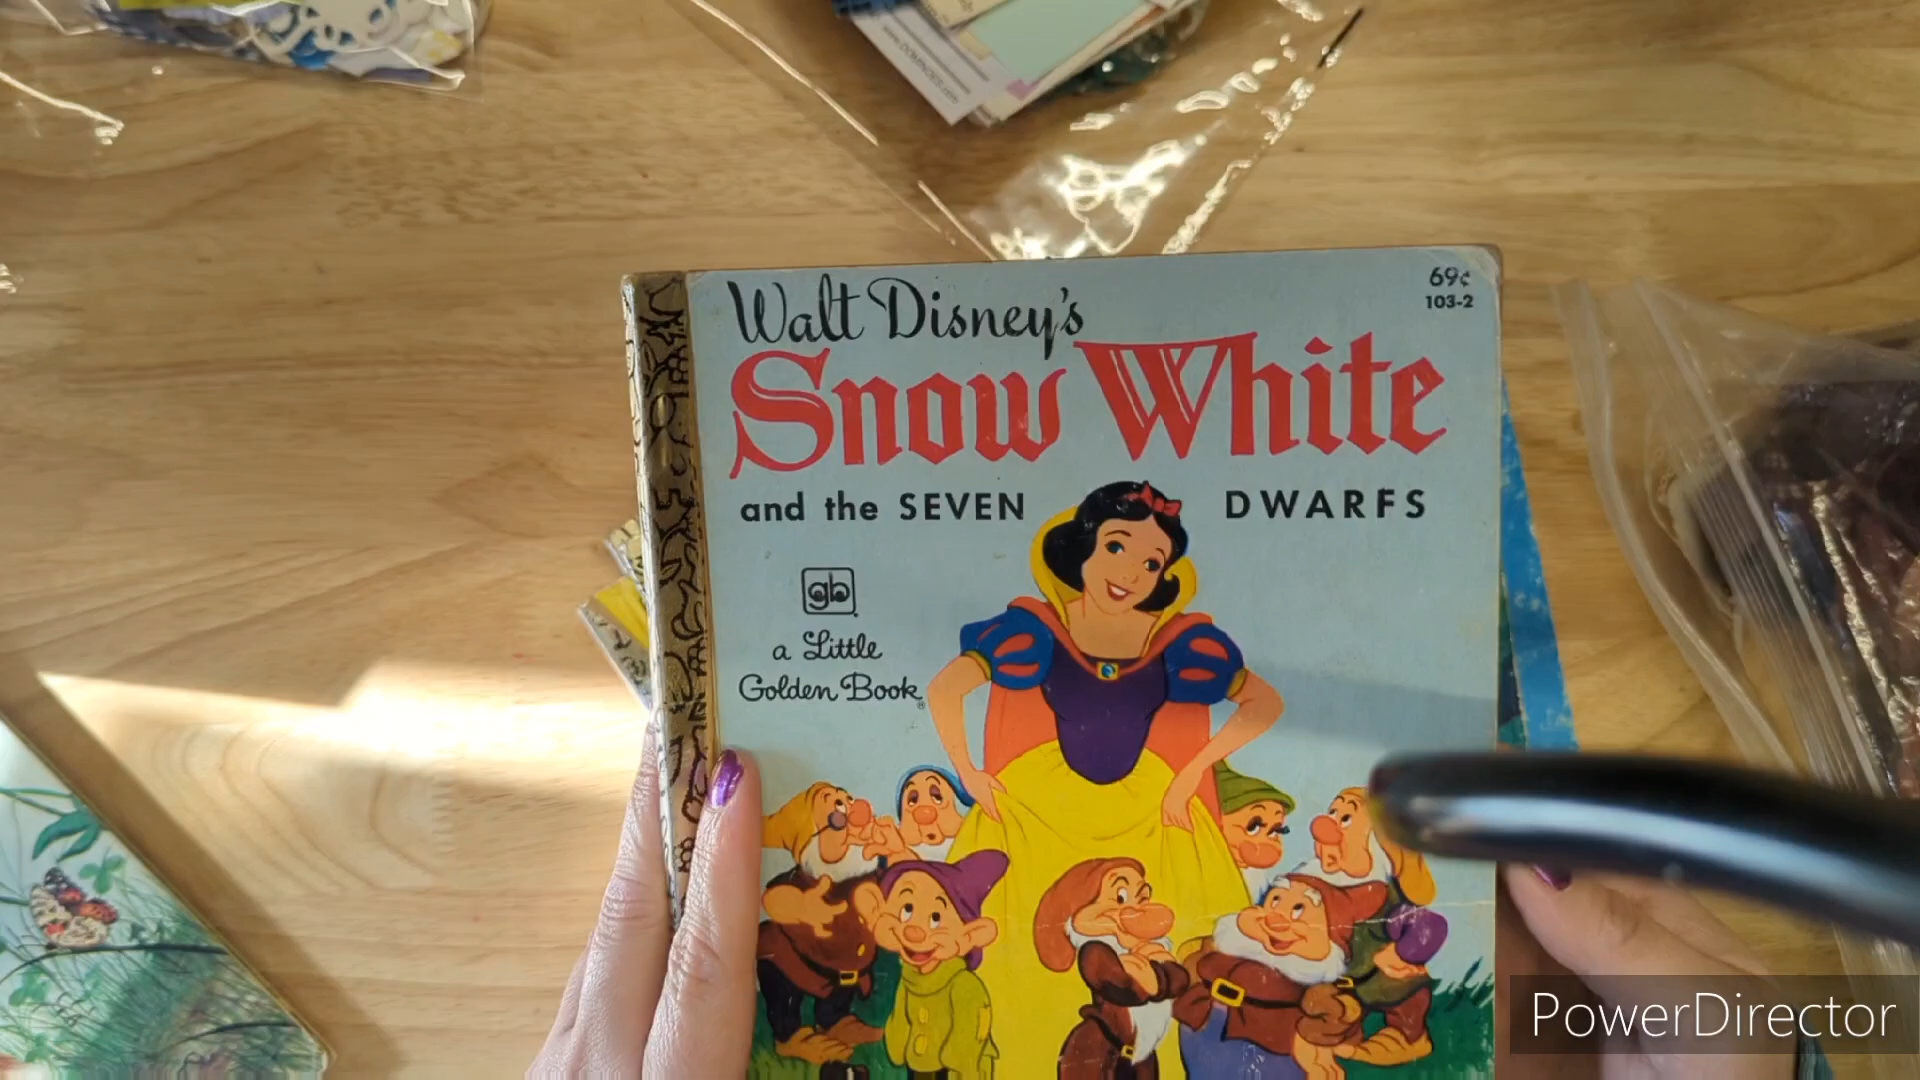 Walt Disney's
69¢
103-2
Snow White
and the SEVEN DWARFS
gb
a Little
Golden Book
PowerDirector